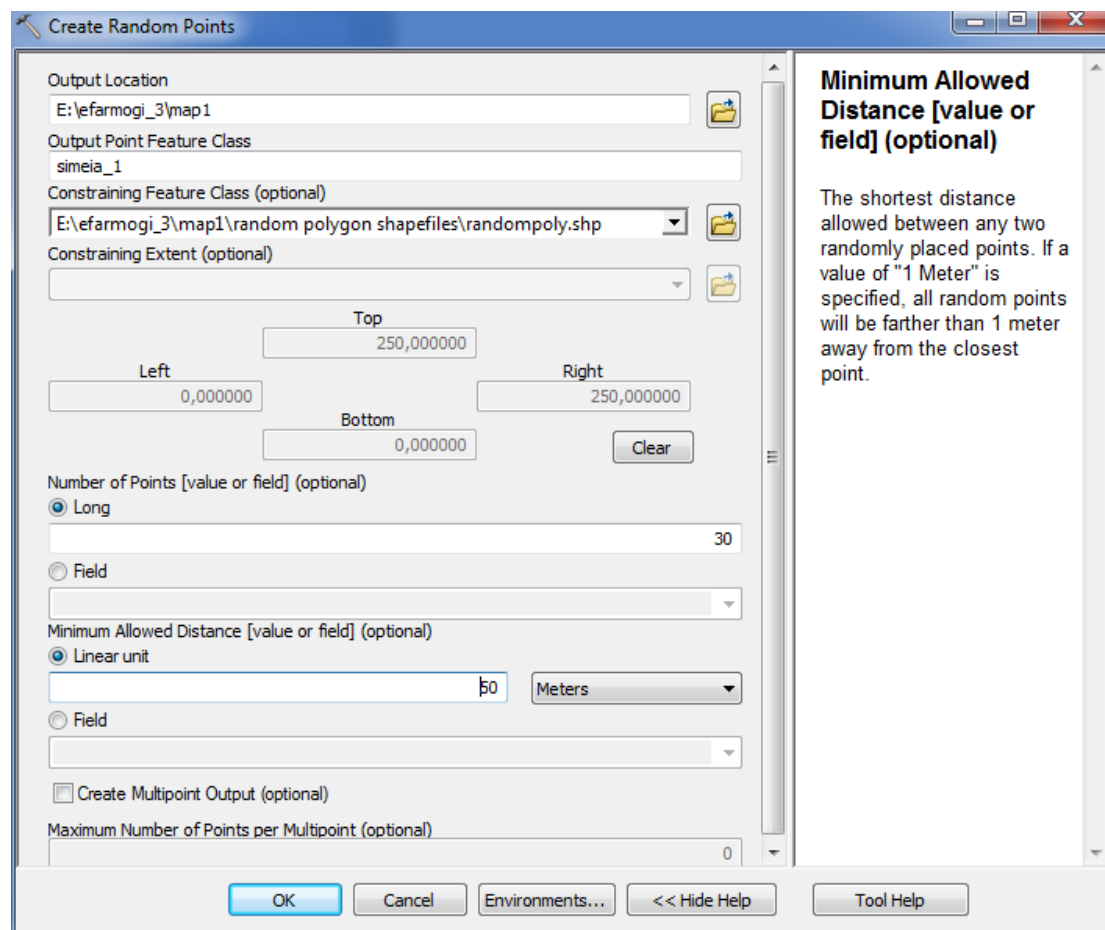 Create Random Points
Output Location
E:\efarmogi_3\map1
Output Point Feature Class
simeia_1
Constraining Feature Class (optional)
E:\efarmogi_3\map1\random polygon shapefiles\randompoly.shp
Constraining Extent (optional)
Top
250,000000
Left
Right
0,000000
250,000000
Bottom
0,000000
Clear
Number of Points [value or field] (optional)
Long
30
Field
Minimum Allowed Distance [value or field] (optional)
Linear unit
50
Meters
Field
Create Multipoint Output (optional)
Maximum Number of Points per Multipoint (optional)
0
OK
Cancel
Environments...
<< Hide Help
Tool Help
Minimum Allowed
Distance [value or
field] (optional)
The shortest distance
allowed between any two
randomly placed points. If a
value of "1 Meter" is
specified, all random points
will be farther than 1 meter
away from the closest
point.